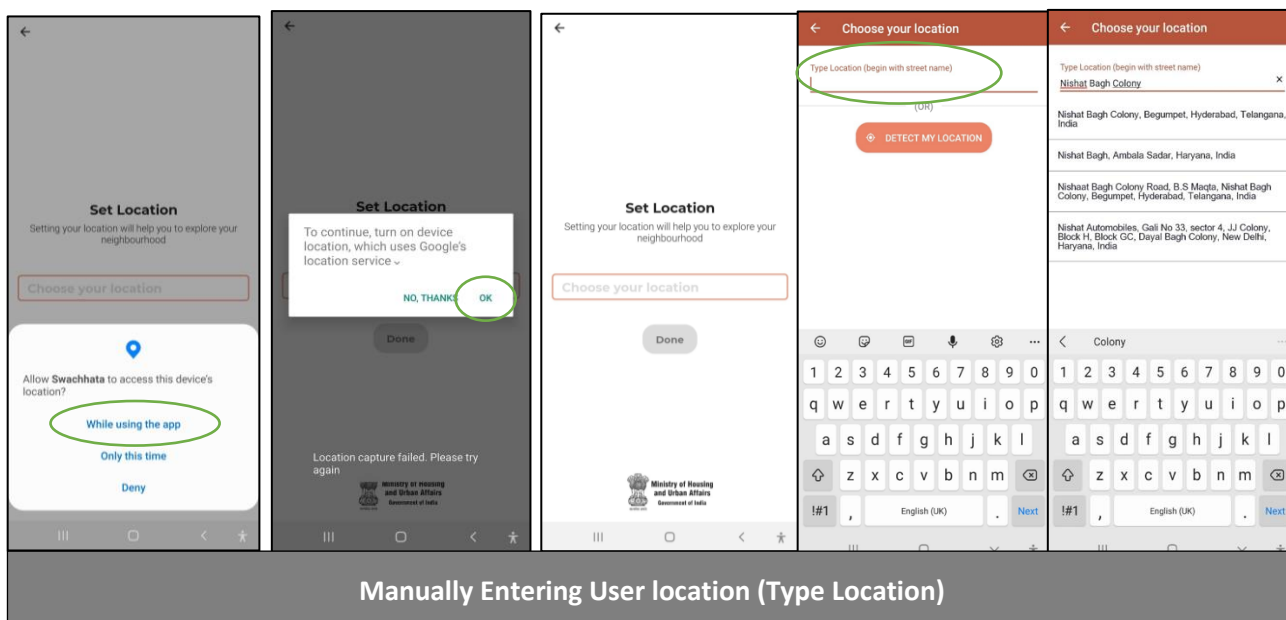 Set Location
Setting your location will help you to explore your
neighbourhood
Choose your location
Allow Swachhata to access this device's
location?
While using the app
Only this time
Deny
Set Location
To continue, turn on device
location, which uses Google's
location service
NO, THANKS
OK
Done
Location capture failed. Please try
again
Ministry of Housing
and Urban Affairs
Government of India
Set Location
Setting your location will help you to explore your
neighbourhood
Choose your location
Done
Ministry of Housing
and Urban Affairs
Government of India
Choose your location
Type Location (begin with street name)
(OR)
DETECT MY LOCATION
GIF
1 2 3 4 5 6 7 8 9 0
q w e r t y u i o p
a s d f g h j k l
z x c v b n m
!#1 , English (UK) . Next
Choose your location
Type Location (begin with street name)
Nishat Bagh Colony
Nishat Bagh Colony, Begumpet, Hyderabad, Telangana,
India
Nishat Bagh, Ambala Sadar, Haryana, India
Nishaat Bagh Colony Road, B.S Maqta, Nishat Bagh
Colony, Begumpet, Hyderabad, Telangana, India
Nishat Automobiles, Gali No 33, sector 4, JJ Colony,
Block H, Block GC, Dayal Bagh Colony, New Delhi,
Haryana, India
Colony
1 2 3 4 5 6 7 8 9 0
q w e r t y u i o p
a s d f g h j k l
z x c v b n m
!#1 , English (UK) . Next
Manually Entering User location (Type Location)